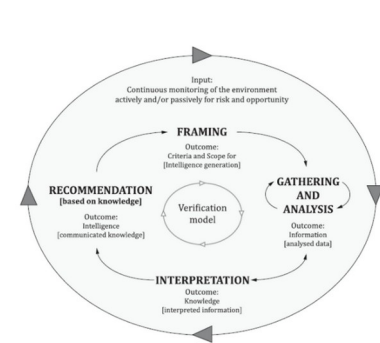 Input:
Continuous monitoring of the environment
actively and/or passively for risk and opportunity
FRAMING
Outcome:
Criteria and Scope for
[Intelligence generation]
GATHERING
AND
ANALYSIS
Outcome:
Information
[analysed data]
INTERPRETATION
Outcome:
Knowledge
[interpreted information]
RECOMMENDATION
[based on knowledge]
Outcome:
Intelligence
[communicated knowledge]
Verification
model